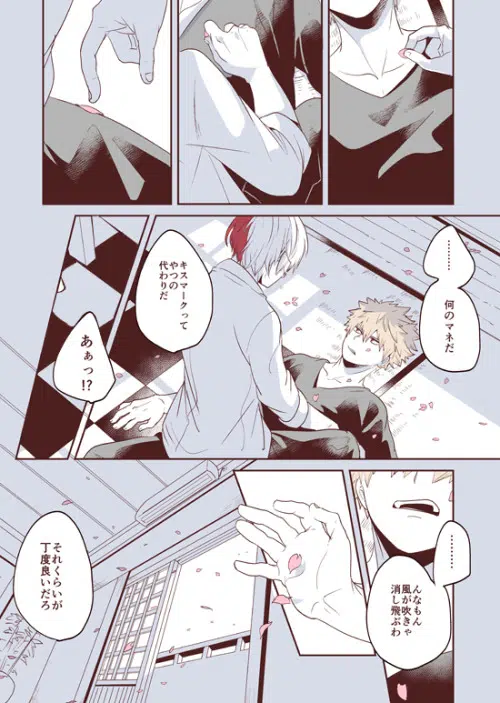 ………
何のマネだ
キスマークって
やつの
代わりだ
あぁっ!?
………
んなもん
風が吹きゃ
消し飛ぶわ
それくらいが
丁度良いだろ